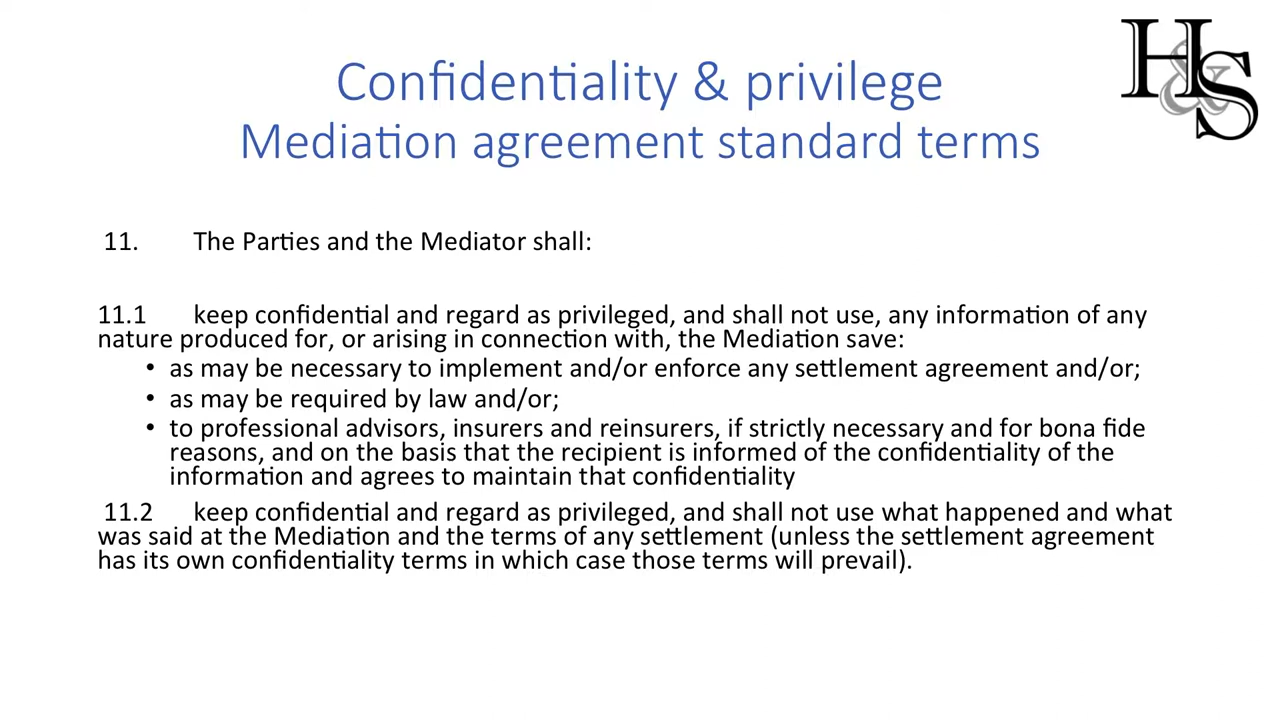 H&S
Confidentiality & privilege
Mediation agreement standard terms
11. The Parties and the Mediator shall:
11.1 keep confidential and regard as privileged, and shall not use, any information of any
nature produced for, or arising in connection with, the Mediation save:
• as may be necessary to implement and/or enforce any settlement agreement and/or;
• as may be required by law and/or;
• to professional advisors, insurers and reinsurers, if strictly necessary and for bona fide
reasons, and on the basis that the recipient is informed of the confidentiality of the
information and agrees to maintain that confidentiality
11.2 keep confidential and regard as privileged, and shall not use what happened and what
was said at the Mediation and the terms of any settlement (unless the settlement agreement
has its own confidentiality terms in which case those terms will prevail).